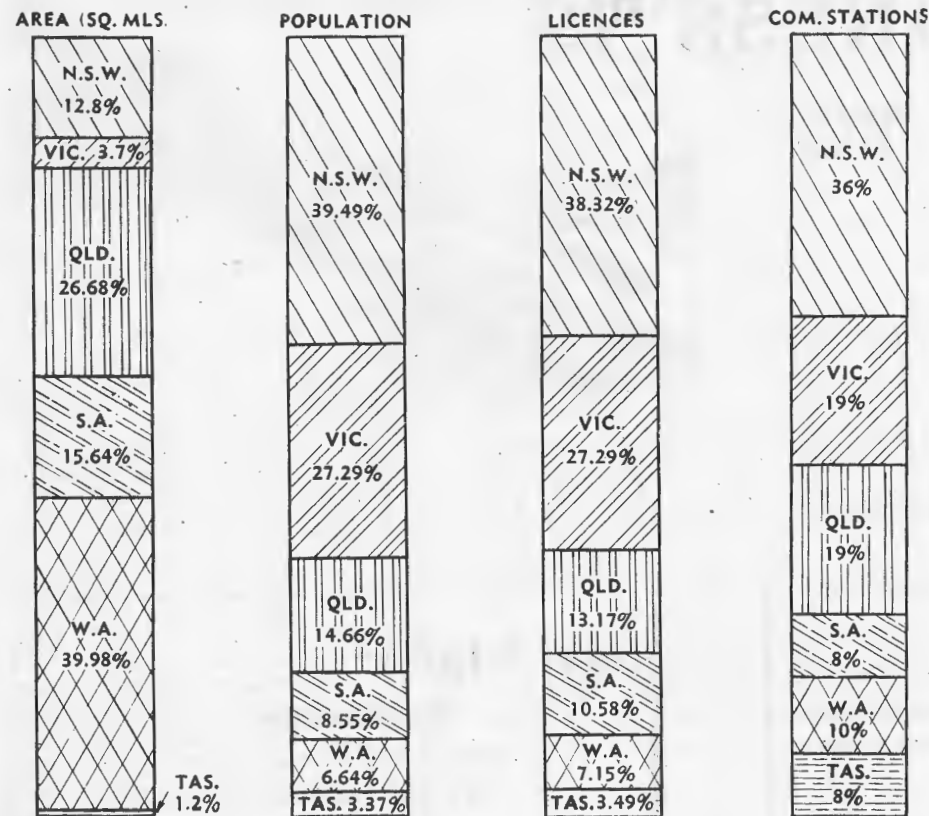 AREA (SQ. MLS.
N.S.W.
12.8%
VIC. 3.7%
QLD.
26.68%
S.A.
15.64%
W.A.
39.98%
TAS.
1.2%
POPULATION
N.S.W.
39.49%
VIC.
27.29%
QLD.
14.66%
S.A.
8.55%
W.A.
6.64%
TAS. 3.37%
LICENCES
N.S.W.
38.32%
VIC.
27.29%
QLD.
13.17%
S.A.
10.58%
W.A.
7.15%
TAS. 3.49%
COM. STATIONS
N.S.W.
36%
VIC.
19%
QLD.
19%
S.A.
8%
W.A.
10%
TAS.
8%